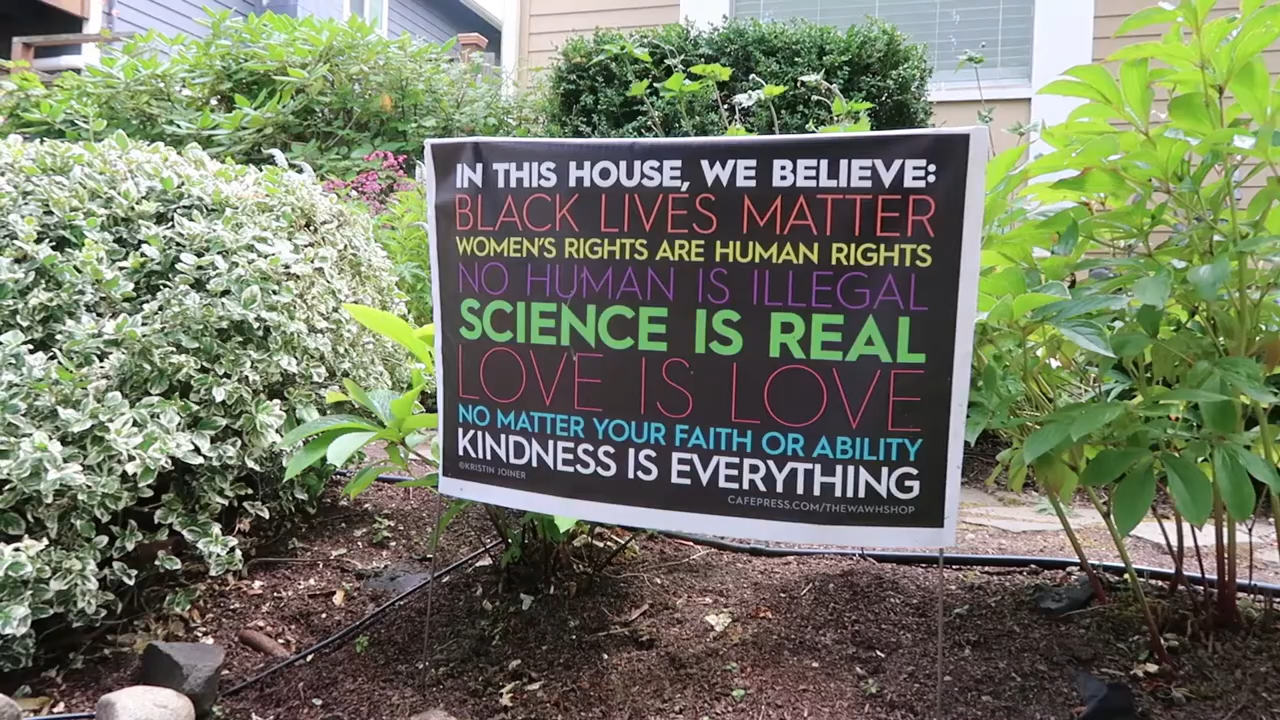 IN THIS HOUSE, WE BELIEVE:
BLACK LIVES MATTER
WOMEN'S RIGHTS ARE HUMAN RIGHTS
NO HUMAN IS ILLEGAL
SCIENCE IS REAL
LOVE IS LOVE
NO MATTER YOUR FAITH OR ABILITY
KINDNESS IS EVERYTHING
©KRISTIN JOINER
CAFEPRESS.COM/THEWAWHSHOP